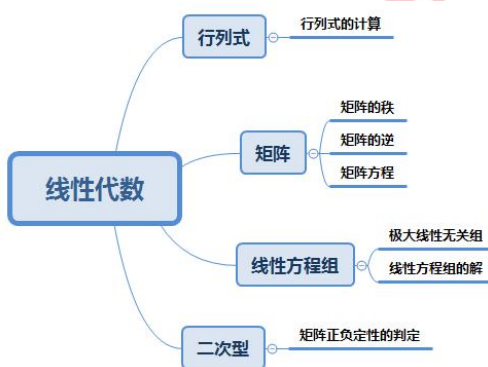 线性代数
行列式
行列式的计算
矩阵
矩阵的秩
矩阵的逆
矩阵方程
线性方程组
极大线性无关组
线性方程组的解
二次型
矩阵正负定性的判定